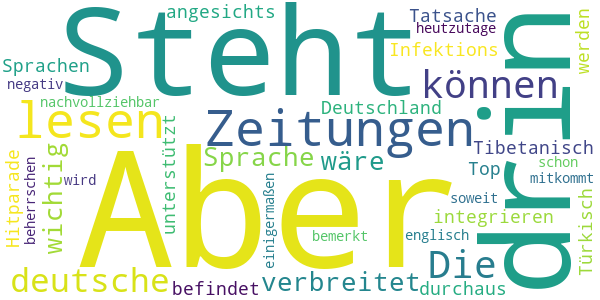 Steht
Aber
drin
Zeitungen
lesen
Die
deutsche
können
verbreitet
wichtig
Sprache
wäre
angesichts
Tatsache
heutzutage
Infektions
werden
Sprachen
negativ
nachvollziehbar
unterstützt
Deutschland
Tibetanisch
Top
schon
mitkommt
soweit
integrieren
Türkisch
Hitparade
beherrschen
wird
einigermaßen
bemerkt
englisch
befindet
durchaus